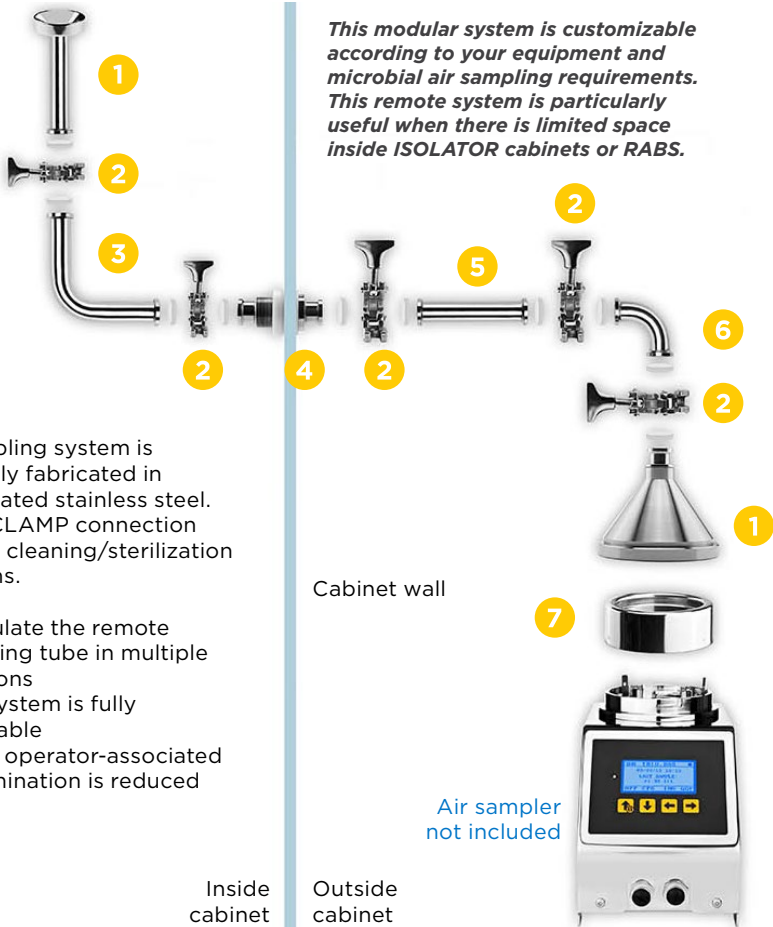 This modular system is customizable
according to your equipment and
microbial air sampling requirements.
This remote system is particularly
useful when there is limited space
inside ISOLATOR cabinets or RABS.
1
2
3
2
4
2
5
2
6
2
1
7
pling system is
ly fabricated in
ated stainless steel.
CLAMP connection
cleaning/sterilization
ns.
ulate the remote
ing tube in multiple
ons
ystem is fully
able
operator-associated
mination is reduced
Cabinet wall
Air sampler
not included
Inside
cabinet
Outside
cabinet